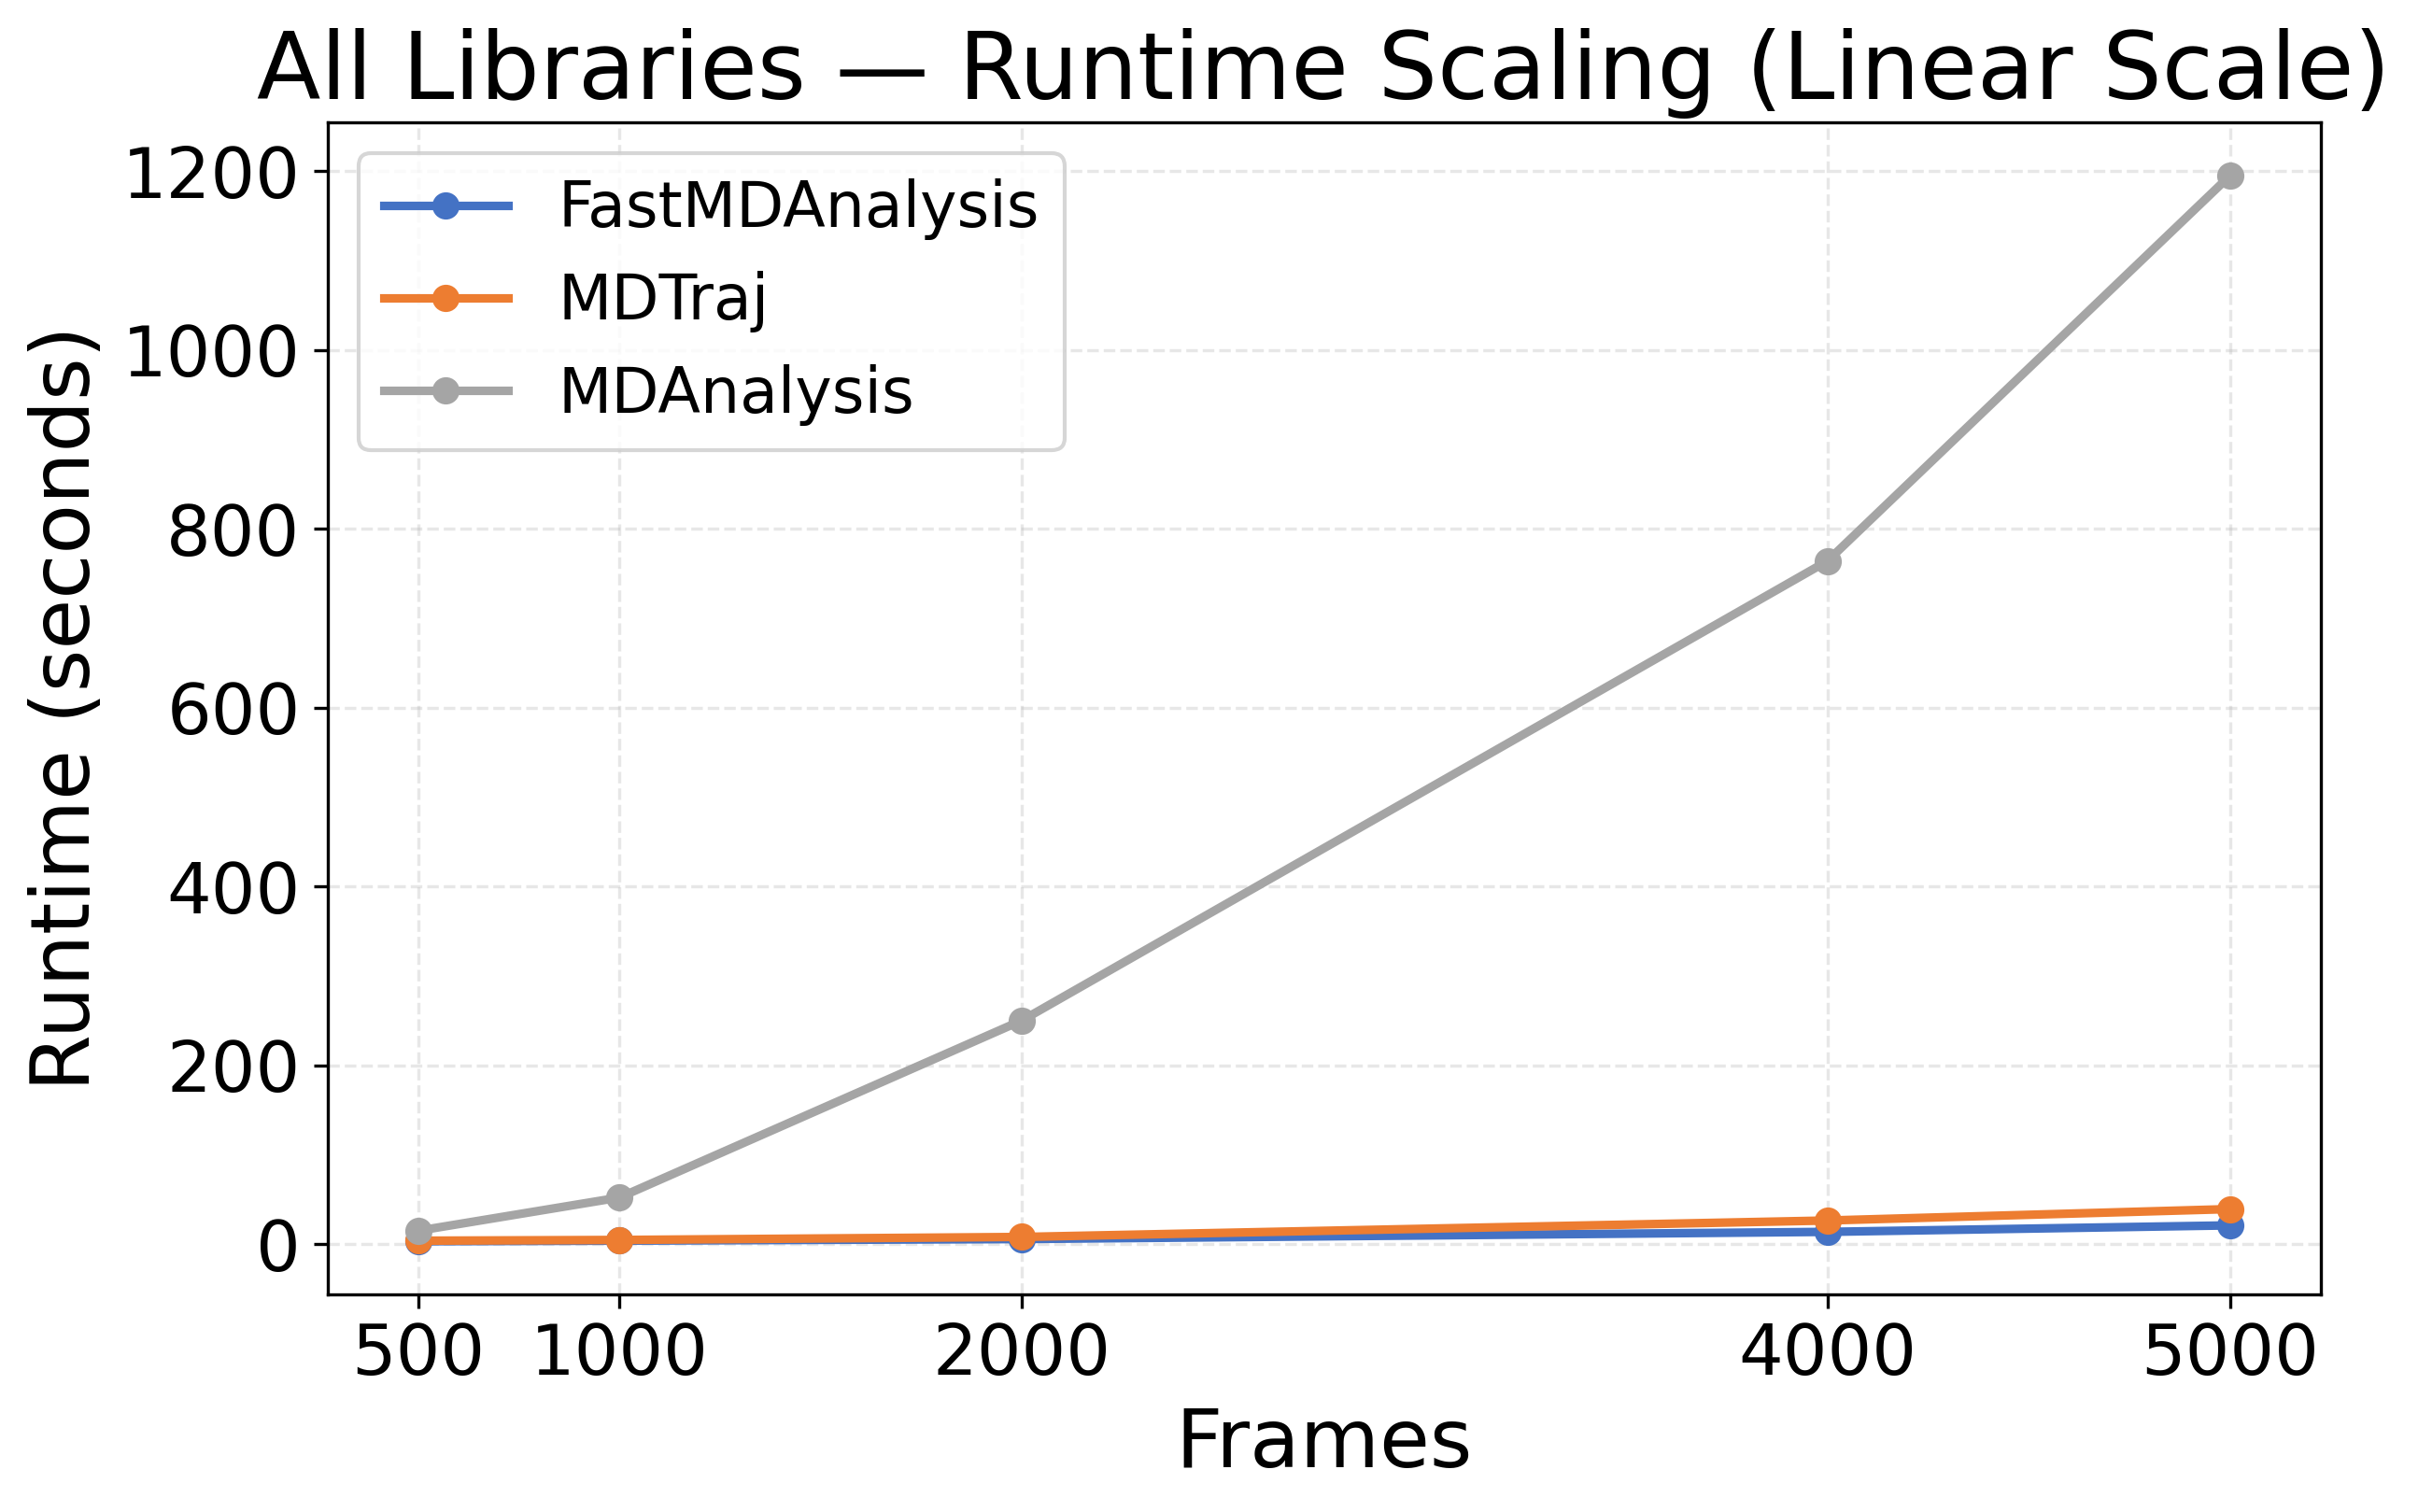 All Libraries — Runtime Scaling (Linear Scale)
FastMDAnalysis
MDTraj
MDAnalysis
Runtime (seconds)
1200
1000
800
600
400
200
0
500 1000 2000 4000 5000
Frames